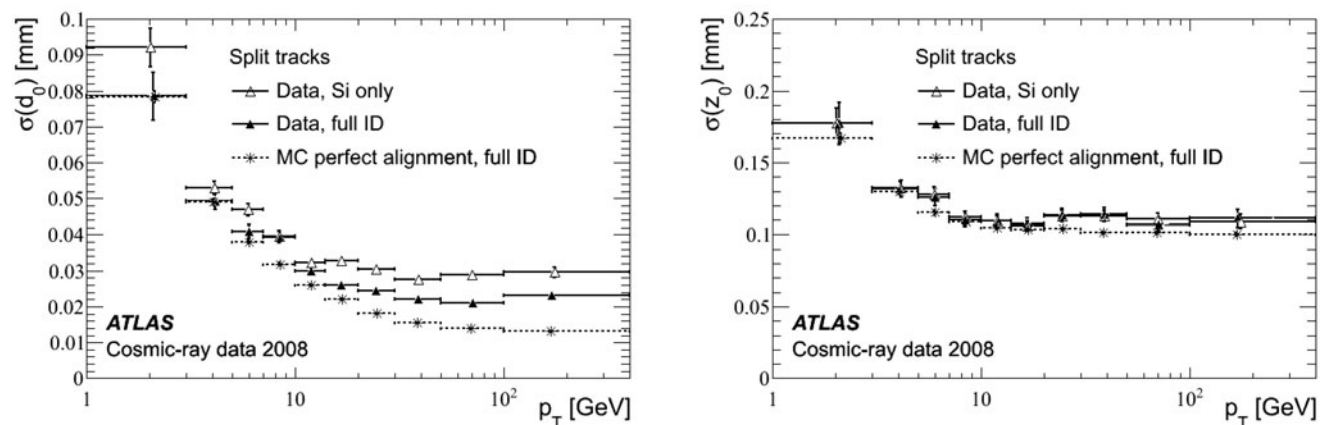 σ(d0) [mm]
0.1
0.09
0.08
0.07
0.06
0.05
0.04
0.03
0.02
0.01
0
Split tracks
Data, Si only
Data, full ID
MC perfect alignment, full ID
ATLAS
Cosmic-ray data 2008
1
10
10²
pT [GeV]
σ(z0) [mm]
0.25
0.2
0.15
0.1
0.05
0
Split tracks
Data, Si only
Data, full ID
MC perfect alignment, full ID
ATLAS
Cosmic-ray data 2008
1
10
10²
pT [GeV]